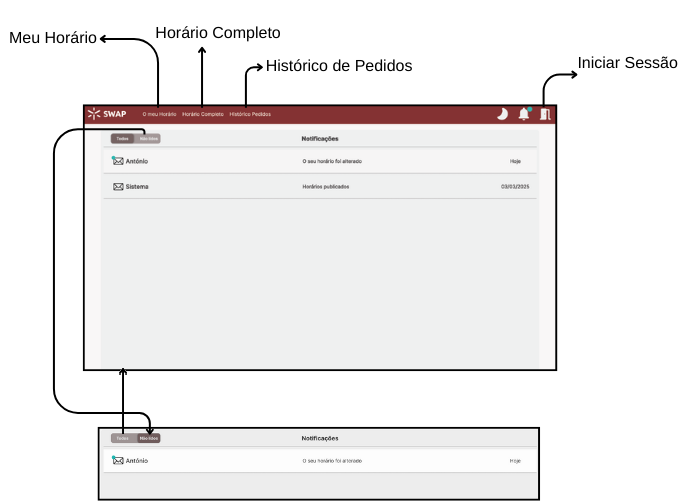 Meu Horário
Horário Completo
Histórico de Pedidos
Iniciar Sessão
SWAP O meu Horário Horário Completo Histórico Pedidos
Todas Não lidas Notificações
António O seu horário foi alterado Hoje
Sistema Horários publicados 03/03/2025
Todas Não lidas Notificações
António O seu horário foi alterado Hoje